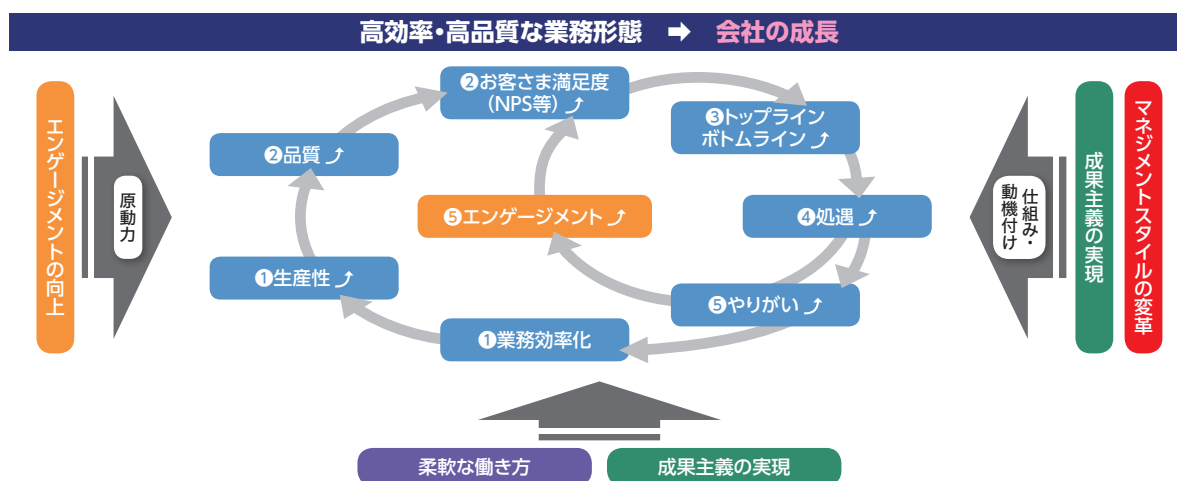 高効率・高品質な業務形態 ➡ 会社の成長
エンゲージメントの向上
原動力
❷お客さま満足度
(NPS等)⤴
❸トップライン
ボトムライン⤴
❷品質⤴
❺エンゲージメント⤴
❹処遇⤴
❶生産性⤴
❺やりがい⤴
❶業務効率化
仕組み・
動機付け
成果主義の実現
マネジメントスタイルの変革
柔軟な働き方
成果主義の実現